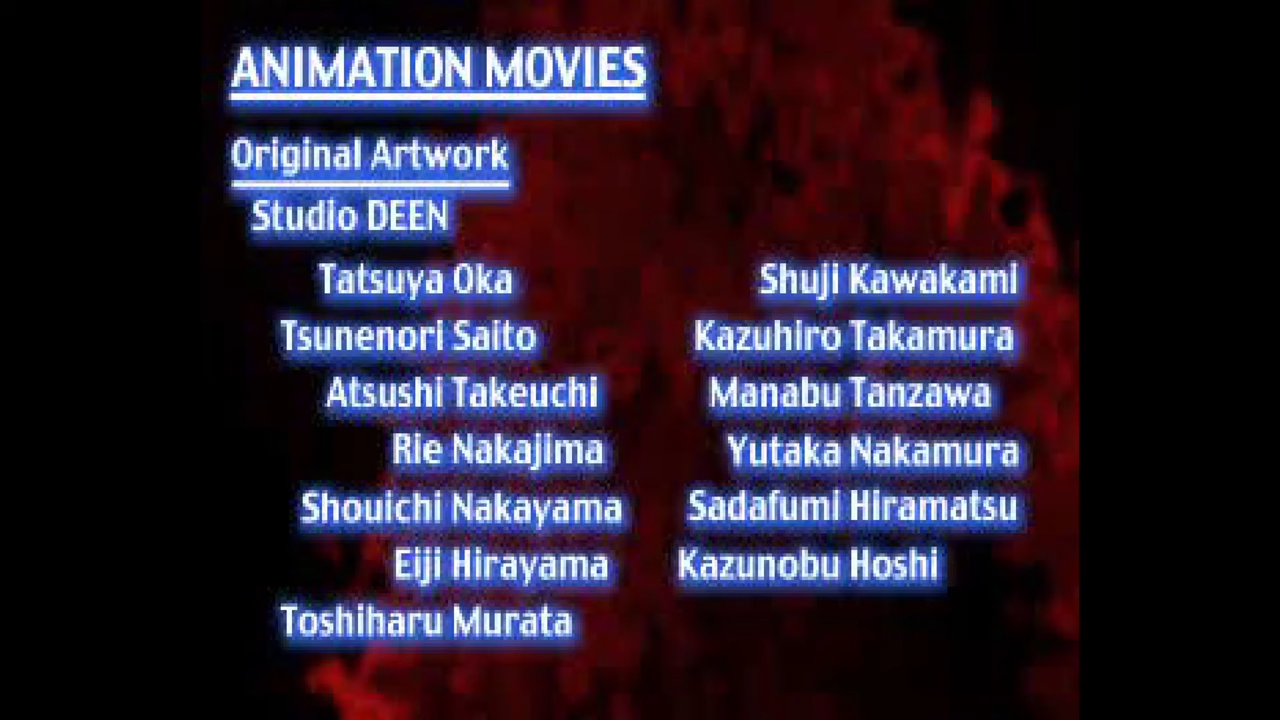 ANIMATION MOVIES
Original Artwork
Studio DEEN
Tatsuya Oka
Shuji Kawakami
Tsunenori Saito
Kazuhiro Takamura
Atsushi Takeuchi
Manabu Tanzawa
Rie Nakajima
Yutaka Nakamura
Shouichi Nakayama
Sadafumi Hiramatsu
Eiji Hirayama
Kazunobu Hoshi
Toshiharu Murata